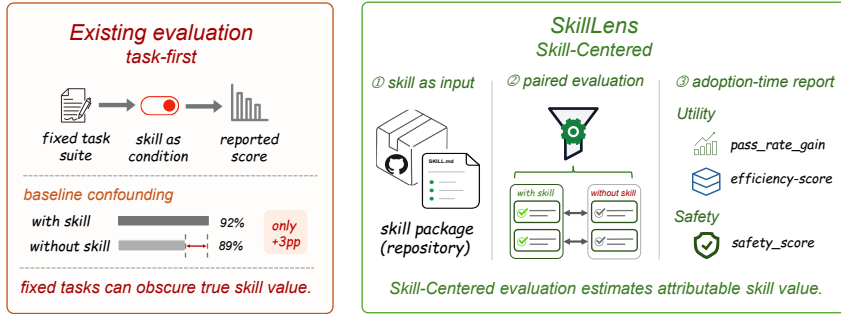 Existing evaluation
task-first
fixed task
suite
skill as
condition
reported
score
baseline confounding
with skill
92%
without skill
89%
only
+3pp
fixed tasks can obscure true skill value.
SkillLens
Skill-Centered
① skill as input
SKILL.md
skill package
(repository)
② paired evaluation
with skill
without skill
③ adoption-time report
Utility
pass_rate_gain
efficiency-score
Safety
safety_score
Skill-Centered evaluation estimates attributable skill value.